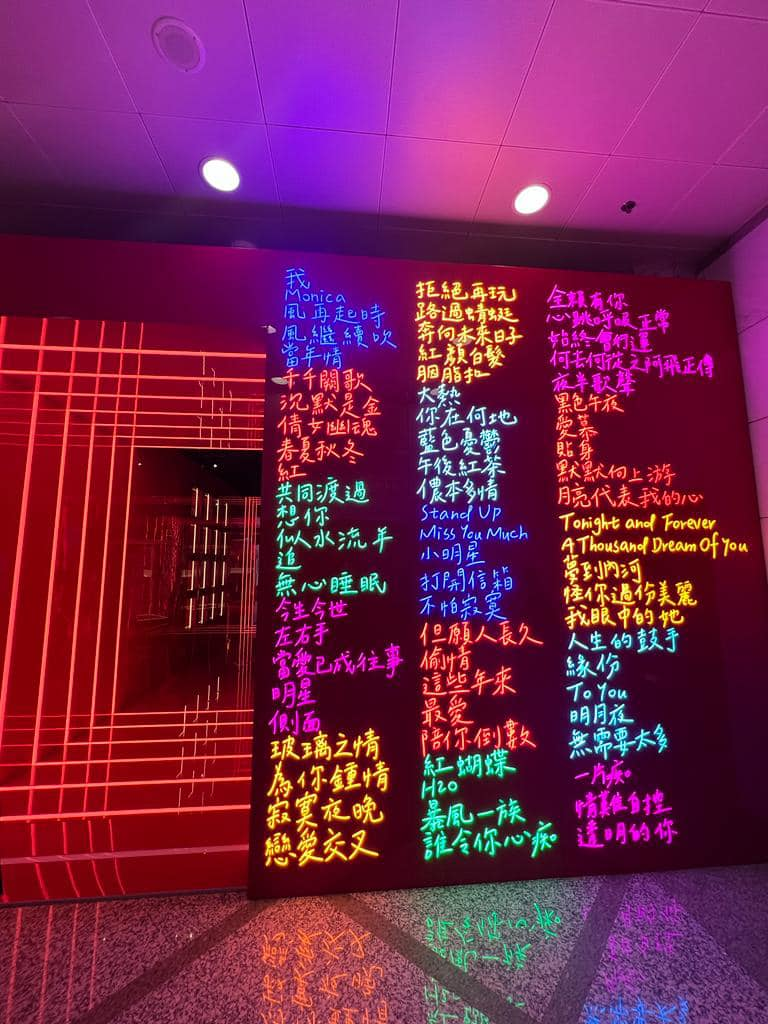 我
Monica
風再起時
風繼續吹
當年情
千千闋歌
沉默是金
倩女幽魂
春夏秋冬
紅
共同渡過
想你
似水流年
追
無心睡眠
今生今世
左右手
當愛已成往事
明星
側面
玻璃之情
為你鍾情
寂寞夜晚
戀愛交叉
拒絕再玩
路過蜻蜓
奔向未來日子
紅顏白髮
胭脂扣
大熱
你在何地
藍色憂鬱
午後紅茶
儂本多情
Stand Up
Miss You Much
小明星
打開信箱
不怕寂寞
但願人長久
偷情
這些年來
最愛
陪你倒數
紅蝴蝶
H2O
暴風一族
誰令你心痴
全賴有你
心跳呼吸正常
始終會行運
何去何從之阿飛正傳
夜半歌聲
黑色午夜
愛慕
貼身
默默向上游
月亮代表我的心
Tonight and Forever
A Thousand Dream Of You
夢到內河
怪你過份美麗
我眼中的她
人生的鼓手
緣份
To You
明月夜
無需要太多
一片痴
情難自控
透明的你